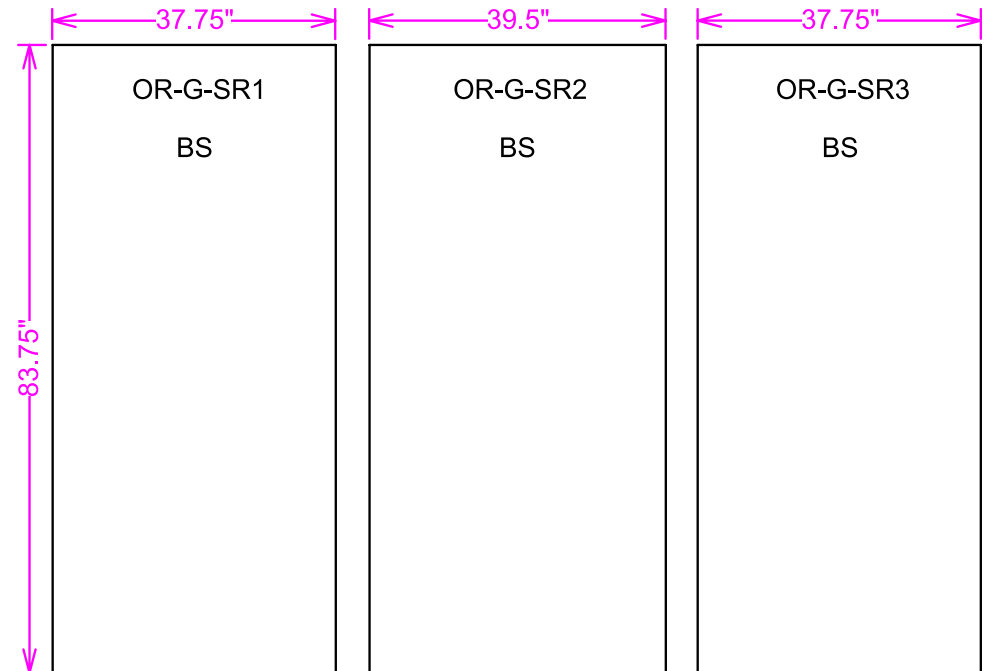 37.75" 39.5" 37.75"
OR-G-SR1 OR-G-SR2 OR-G-SR3
BS BS BS
83.75"